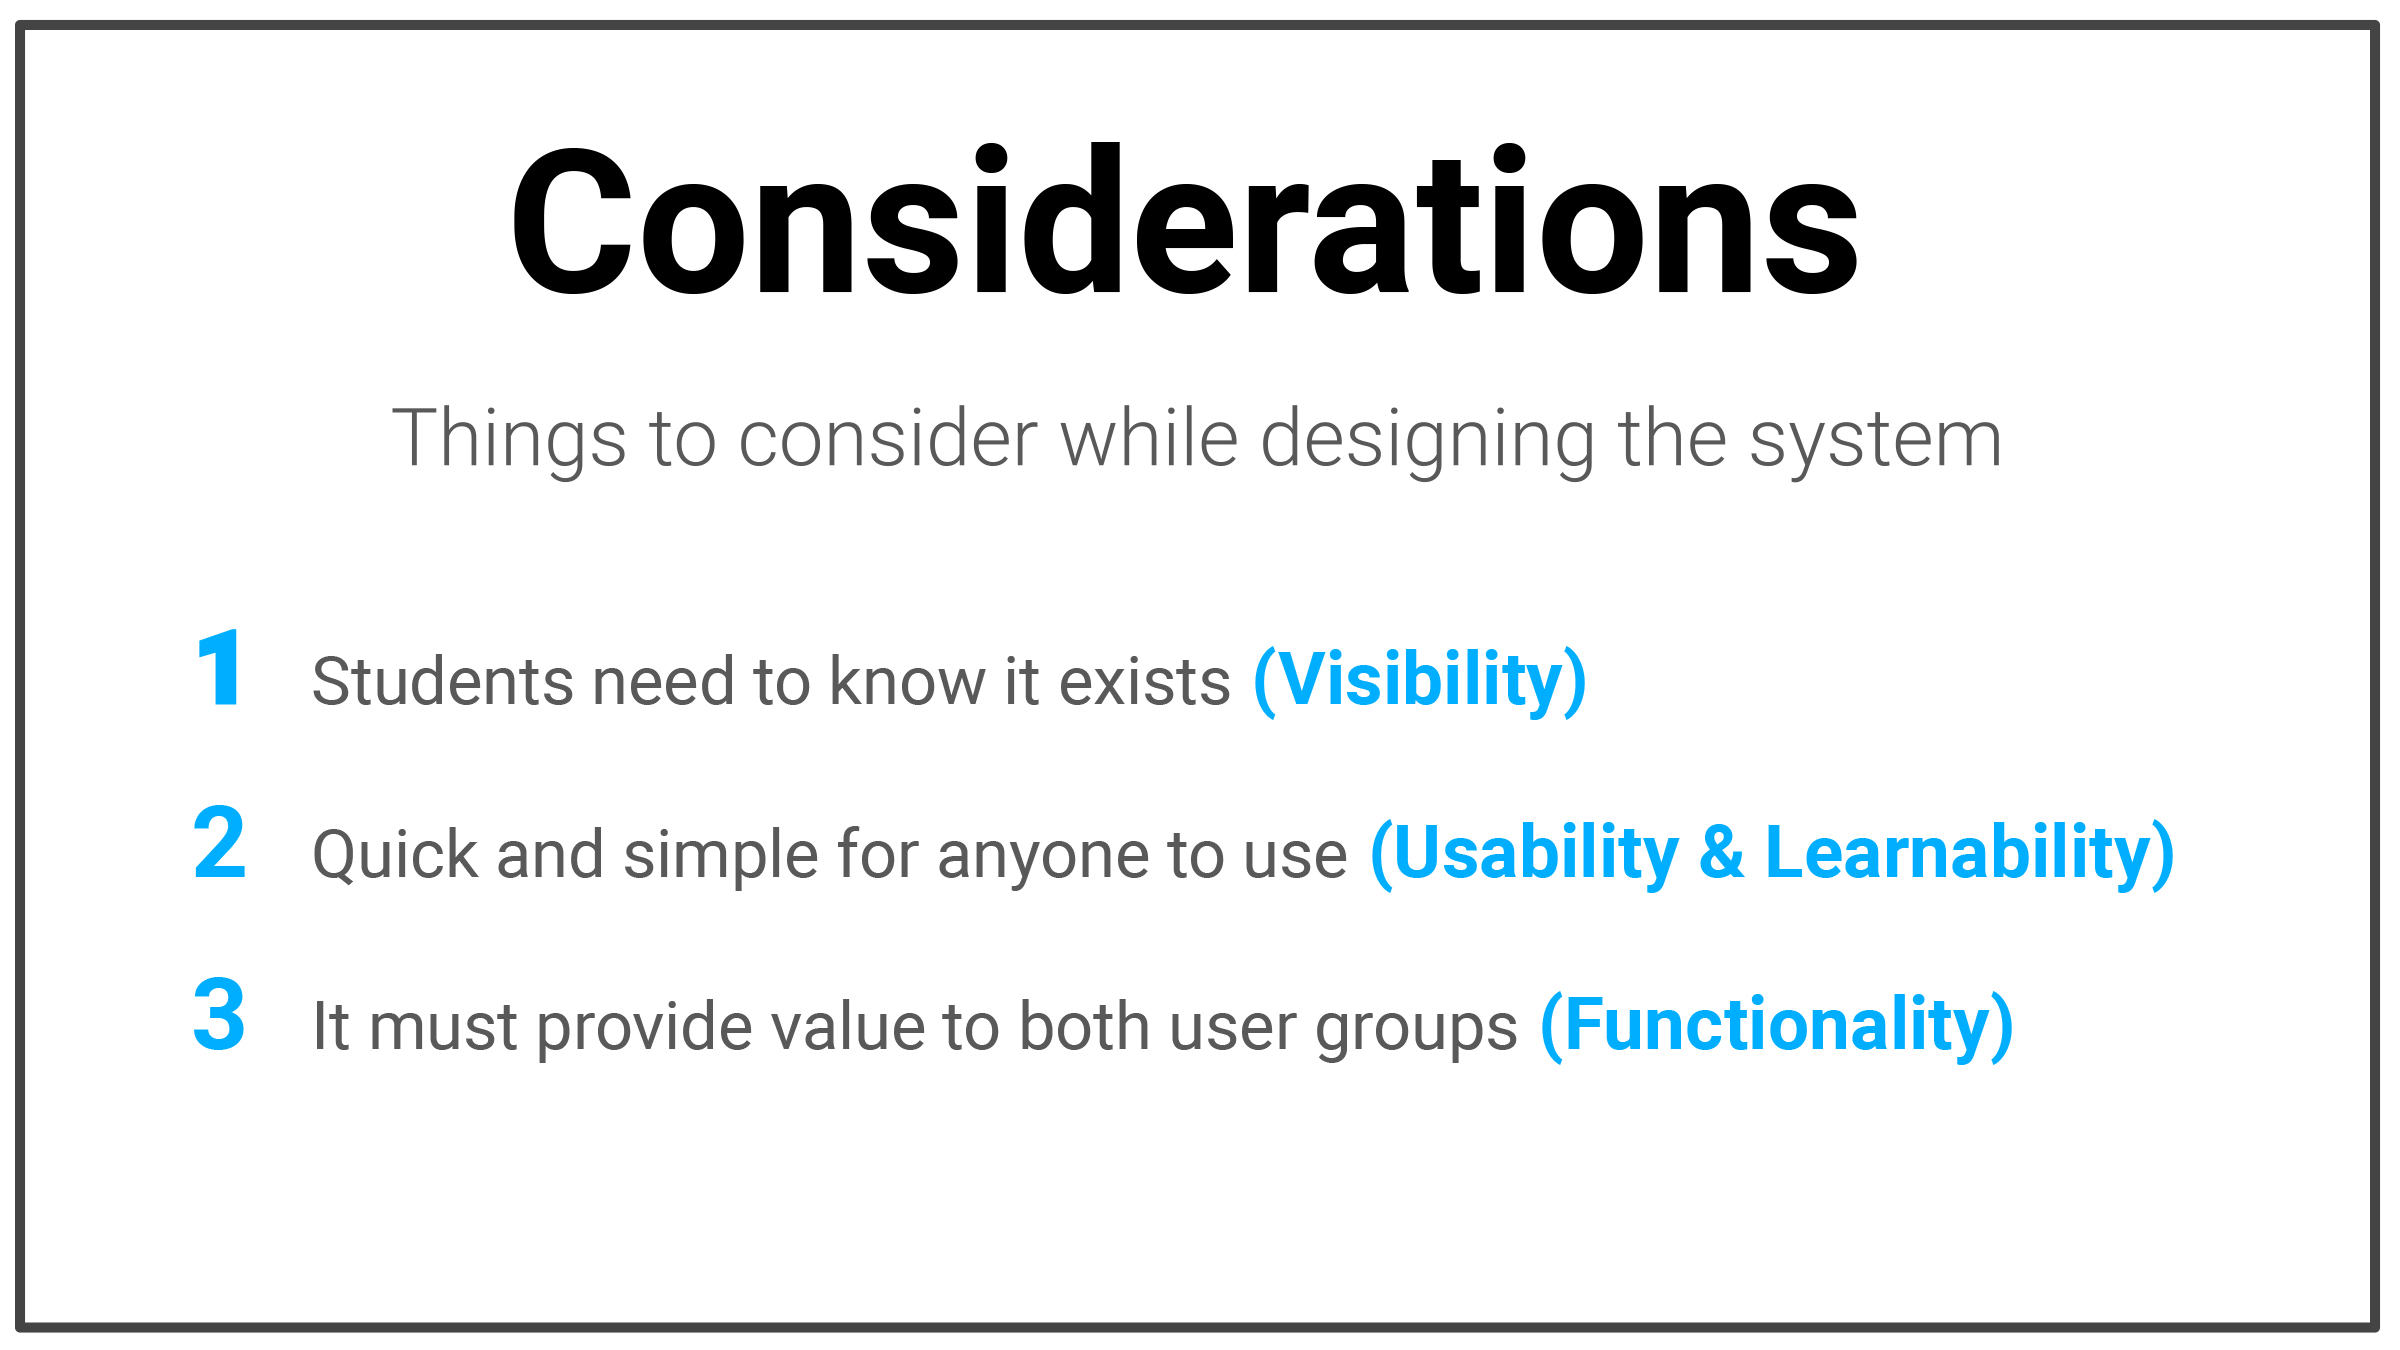 Considerations
Things to consider while designing the system
1 Students need to know it exists (Visibility)
2 Quick and simple for anyone to use (Usability & Learnability)
3 It must provide value to both user groups (Functionality)